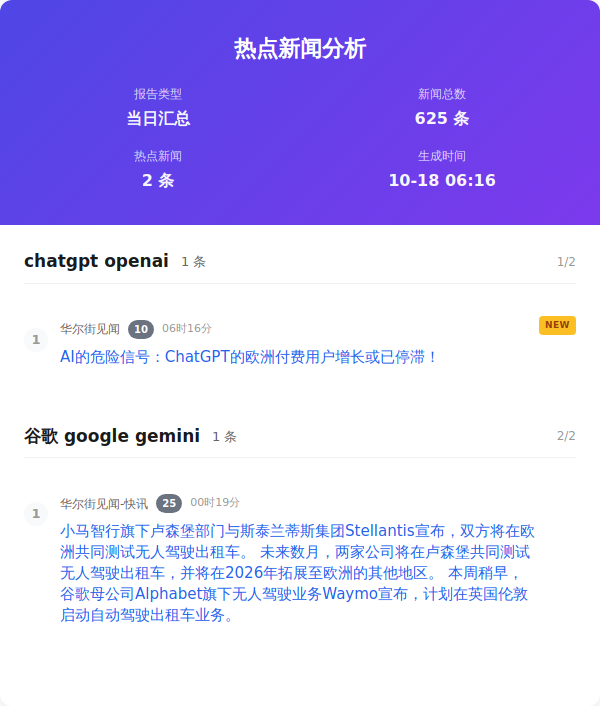 热点新闻分析
报告类型
新闻总数
当日汇总
625 条
热点新闻
生成时间
2 条
10-18 06:16
chatgpt openai 1 条 1/2
1
华尔街见闻 10 06时16分 NEW
AI的危险信号：ChatGPT的欧洲付费用户增长或已停滞！
谷歌 google gemini 1 条 2/2
1
华尔街见闻-快讯 25 00时19分
小马智行旗下卢森堡部门与斯泰兰蒂斯集团Stellantis宣布，双方将在欧
洲共同测试无人驾驶出租车。 未来数月，两家公司将在卢森堡共同测试
无人驾驶出租车，并将在2026年拓展至欧洲的其他地区。 本周稍早，
谷歌母公司Alphabet旗下无人驾驶业务Waymo宣布，计划在英国伦敦
启动自动驾驶出租车业务。